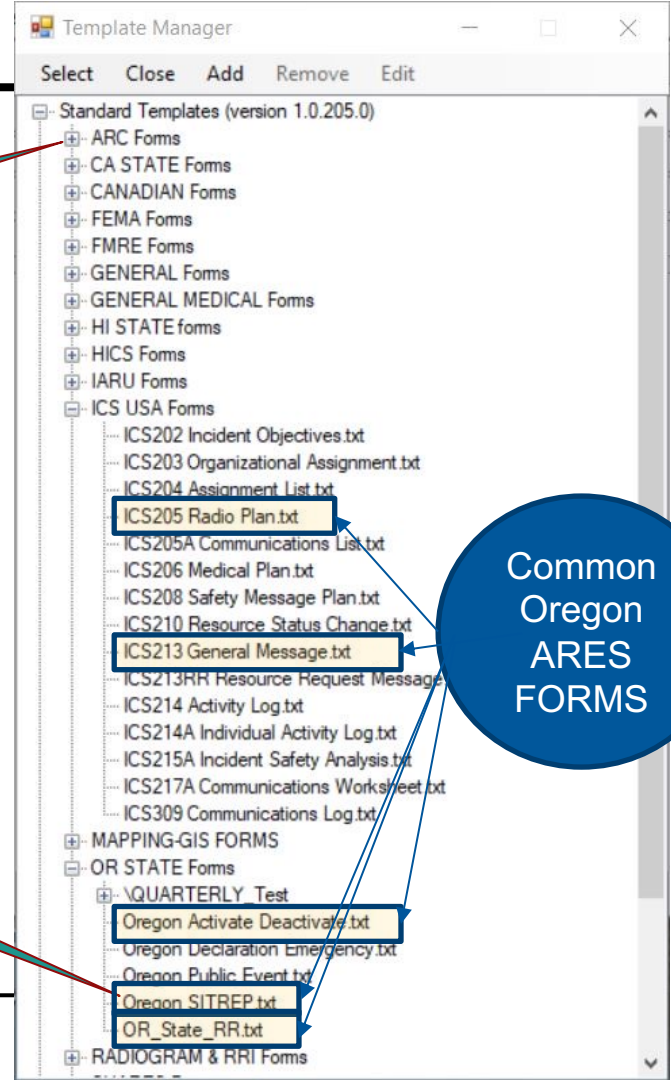 Template Manager
Select Close Add Remove Edit
Standard Templates (version 1.0.205.0)
ARC Forms
CA STATE Forms
CANADIAN Forms
FEMA Forms
FMRE Forms
GENERAL Forms
GENERAL MEDICAL Forms
HI STATE forms
HICS Forms
IARU Forms
ICS USA Forms
ICS202 Incident Objectives.txt
ICS203 Organizational Assignment.txt
ICS204 Assignment List.txt
ICS205 Radio Plan.txt
ICS205A Communications List.txt
ICS206 Medical Plan.txt
ICS208 Safety Message Plan.txt
ICS210 Resource Status Change.txt
ICS213 General Message.txt
ICS213RR Resource Request Message
ICS214 Activity Log.txt
ICS214A Individual Activity Log.txt
ICS215A Incident Safety Analysis.txt
ICS217A Communications Worksheet.txt
ICS309 Communications Log.txt
MAPPING-GIS FORMS
OR STATE Forms
\QUARTERLY_Test
Oregon Activate Deactivate.txt
Oregon Declaration Emergency.txt
Oregon Public Event.txt
Oregon SITREP.txt
OR_State_RR.txt
RADIOGRAM & RRI Forms
Common
Oregon
ARES
FORMS